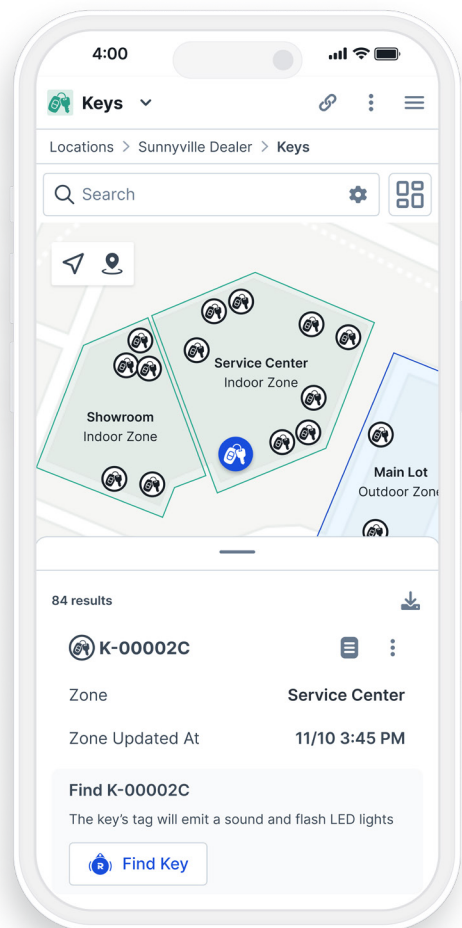 4:00
Keys
Locations > Sunnyville Dealer > Keys
Search
Service Center
Indoor Zone
Showroom
Indoor Zone
Main Lot
Outdoor Zone
84 results
K-00002C
Zone Service Center
Zone Updated At 11/10 3:45 PM
Find K-00002C
The key's tag will emit a sound and flash LED lights
R Find Key